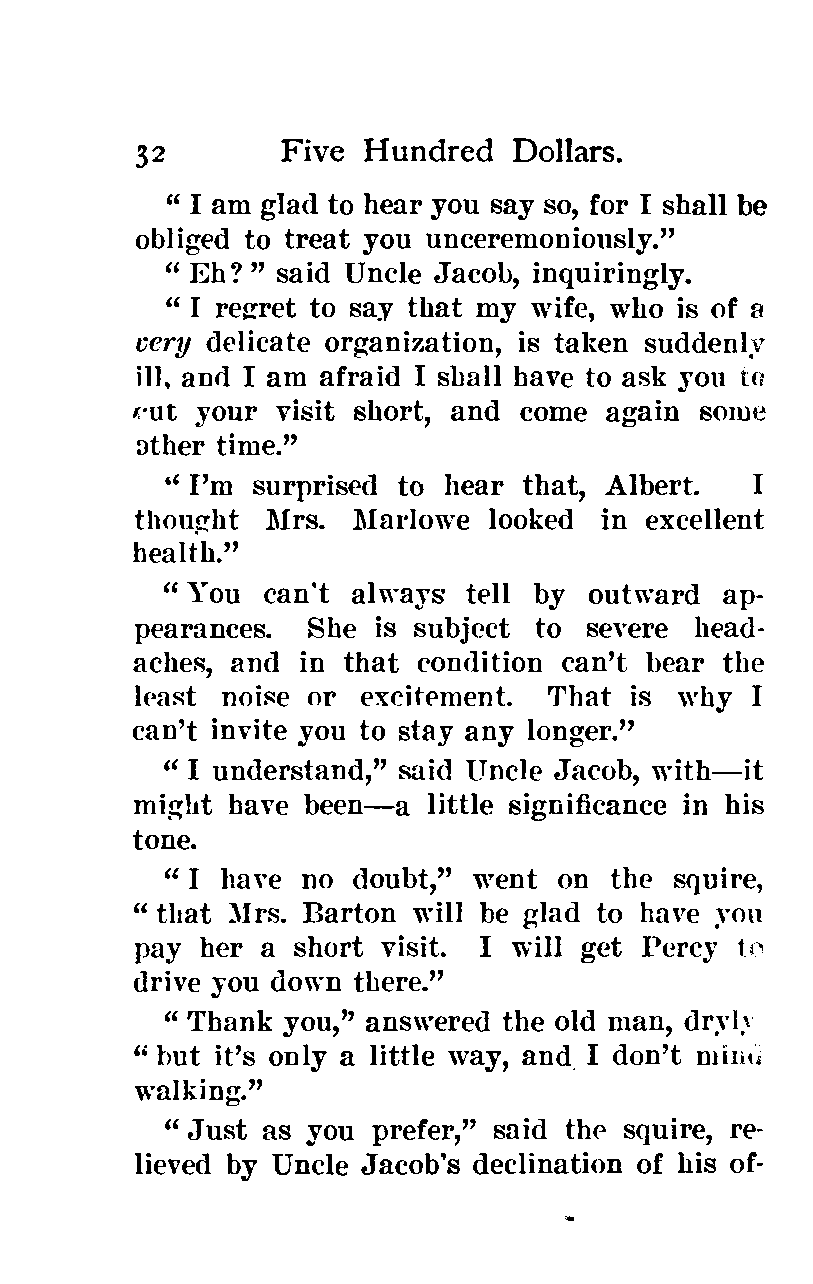 32 Five Hundred Dollars.
“ I am glad to hear you say so, for I shall be
obliged to treat you unceremoniously.”
“ Eh? ” said Uncle Jacob, inquiringly.
“ I regret to say that my wife, who is of a
very delicate organization, is taken suddenly
ill, and I am afraid I shall have to ask you to
cut your visit short, and come again some
other time.”
“ I’m surprised to hear that, Albert. I
thought Mrs. Marlowe looked in excellent
health.”
“ You can’t always tell by outward ap-
pearances. She is subject to severe head-
aches, and in that condition can’t bear the
least noise or excitement. That is why I
can’t invite you to stay any longer.”
“ I understand,” said Uncle Jacob, with—it
might have been—a little significance in his
tone.
“ I have no doubt,” went on the squire,
“ that Mrs. Barton will be glad to have you
pay her a short visit. I will get Percy to
drive you down there.”
“ Thank you,” answered the old man, dryly
“ but it’s only a little way, and I don’t mind
walking.”
“ Just as you prefer,” said the squire, re-
lieved by Uncle Jacob’s declination of his of-